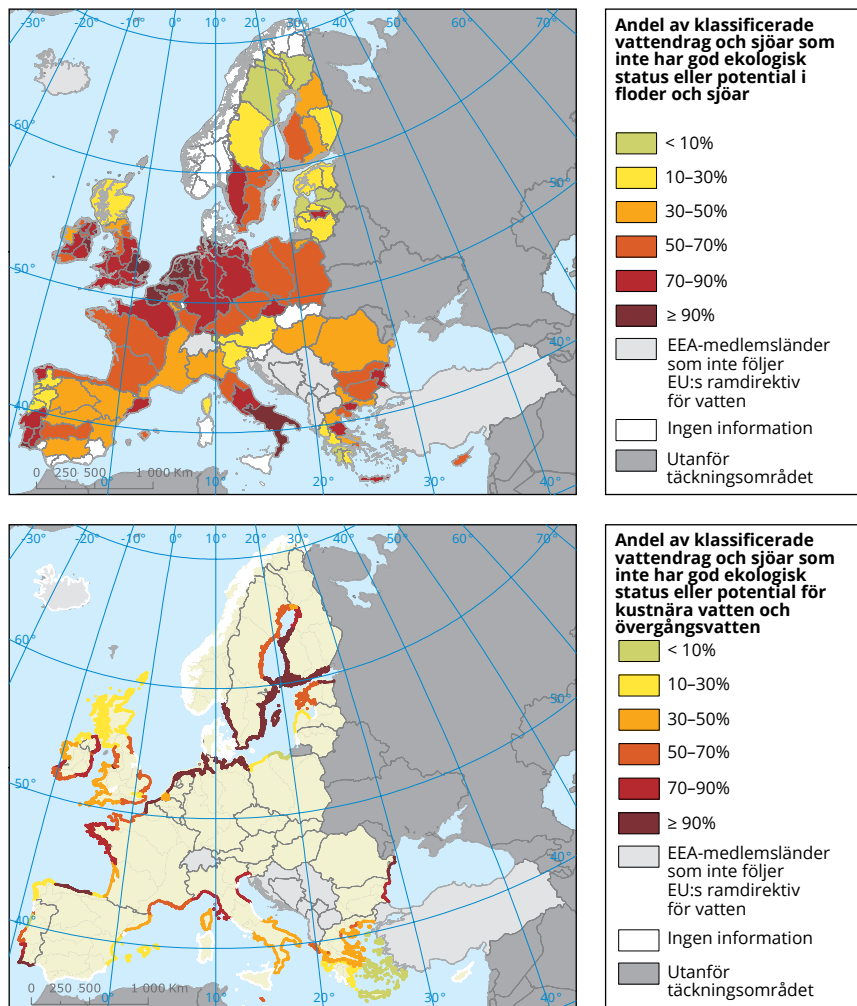 -30° -20° -10° 0° 10° 20° 30° 40° 50° 60° 70°
60°
50°
40°
50°
40°
0° 10° 20° 30° 40°
0 250 500 1 000 Km
Andel av klassificerade
vattendrag och sjöar som
inte har god ekologisk
status eller potential i
floder och sjöar
< 10%
10–30%
30–50%
50–70%
70–90%
≥ 90%
EEA-medlemsländer
som inte följer
EU:s ramdirektiv
för vatten
Ingen information
Utanför
täckningsområdet
-30° -20° -10° 0° 10° 20° 30° 40° 50° 60° 70°
60°
50°
40°
50°
40°
0° 10° 20° 30° 40°
0 250 500 1 000 Km
Andel av klassificerade
vattendrag och sjöar som
inte har god ekologisk
status eller potential för
kustnära vatten och
övergångsvatten
< 10%
10–30%
30–50%
50–70%
70–90%
≥ 90%
EEA-medlemsländer
som inte följer
EU:s ramdirektiv
för vatten
Ingen information
Utanför
täckningsområdet